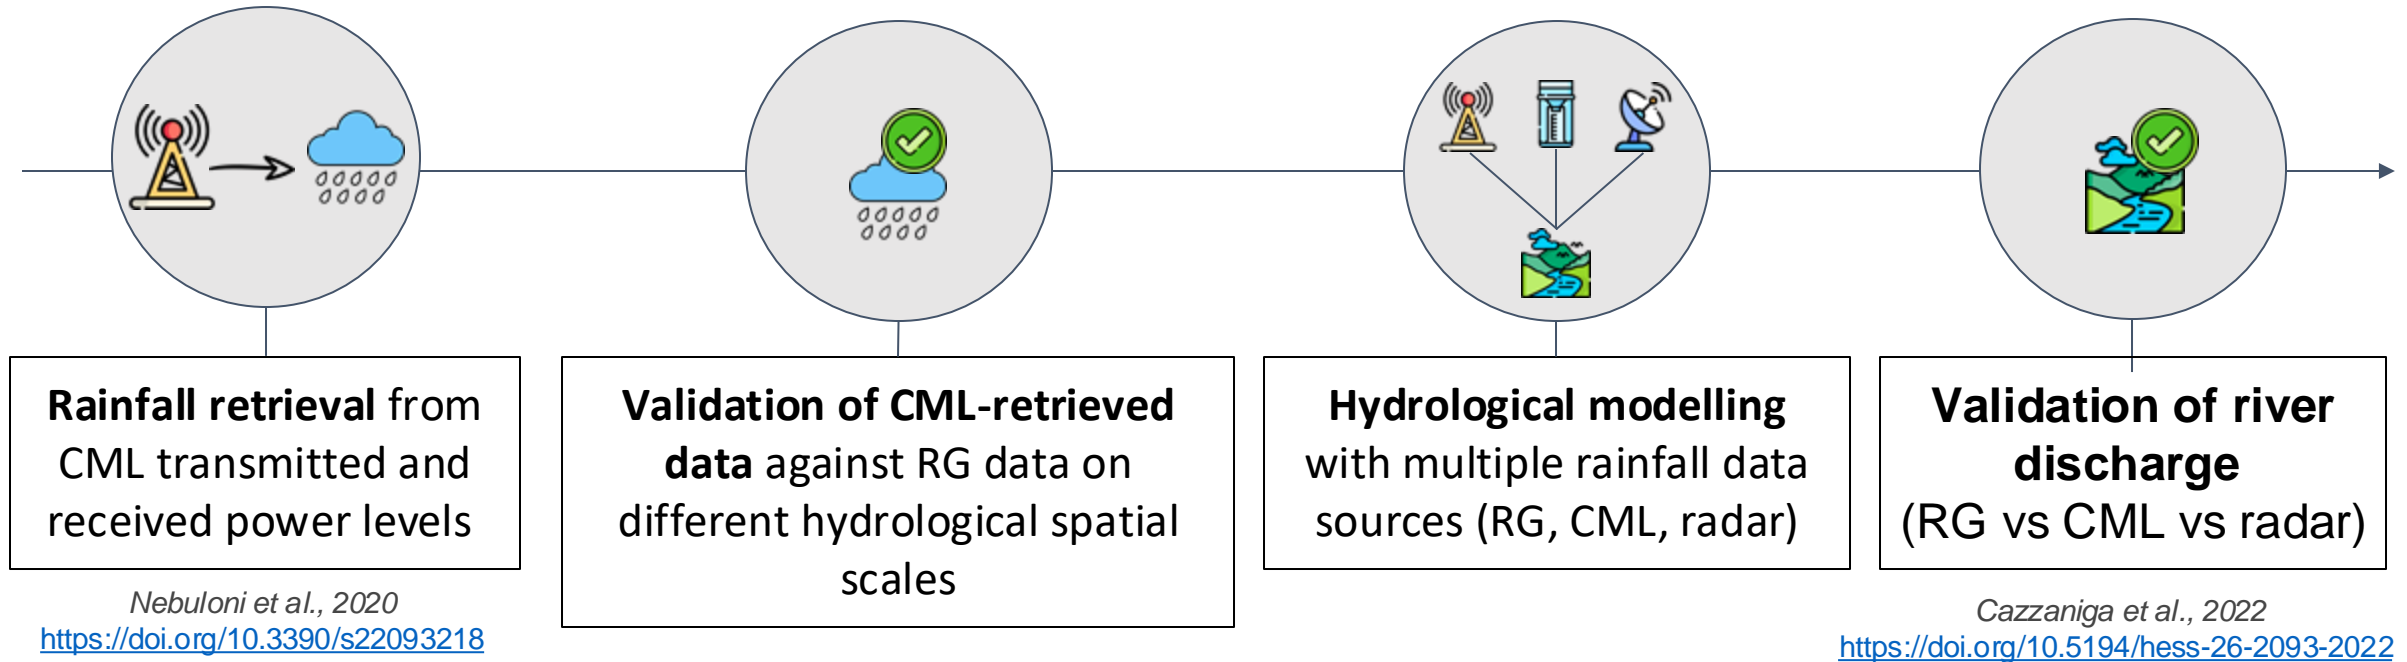 Rainfall retrieval from
CML transmitted and
received power levels
Nebuloni et al., 2020
https://doi.org/10.3390/s22093218
Validation of CML-retrieved
data against RG data on
different hydrological spatial
scales
Hydrological modelling
with multiple rainfall data
sources (RG, CML, radar)
Validation of river
discharge
(RG vs CML vs radar)
Cazzaniga et al., 2022
https://doi.org/10.5194/hess-26-2093-2022